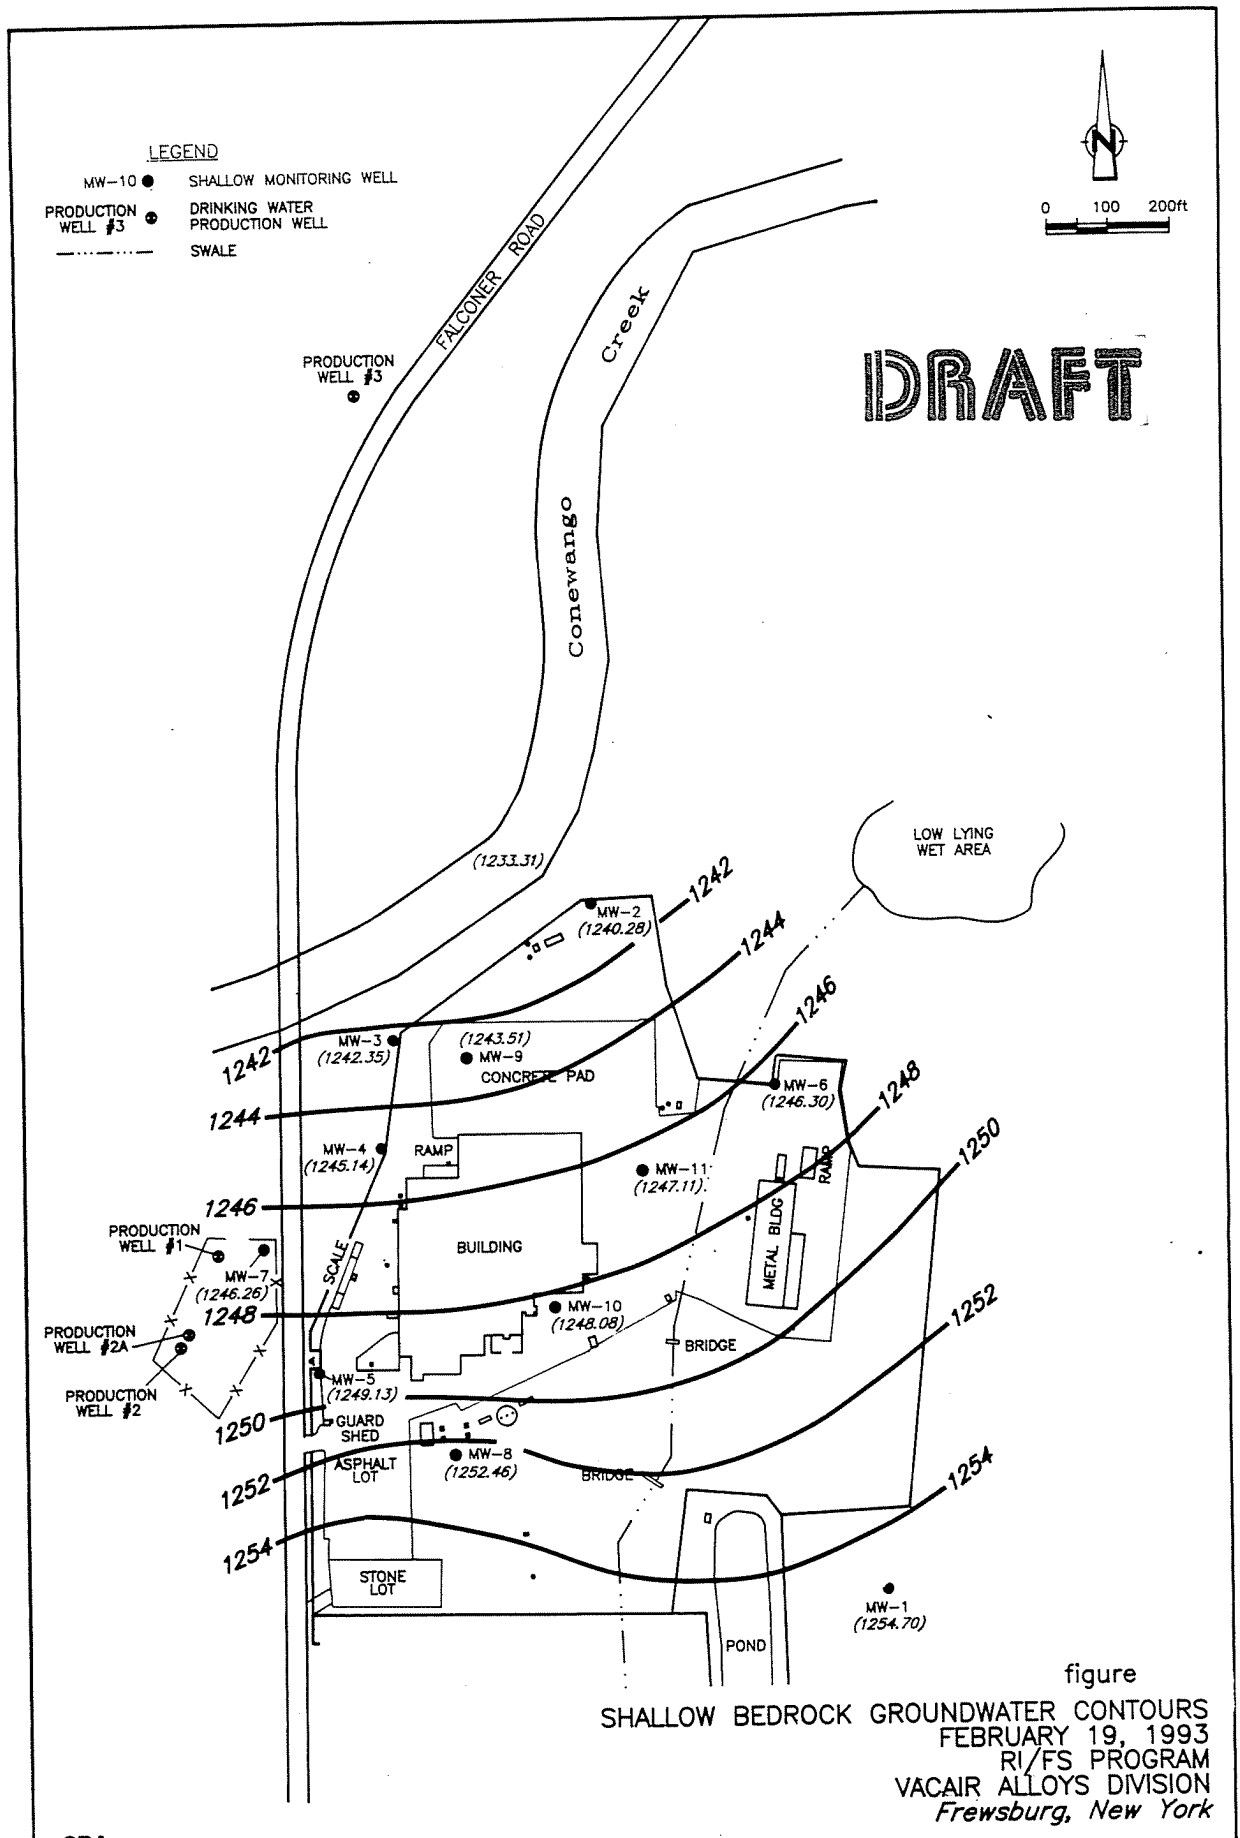 LEGEND
MW-10
SHALLOW MONITORING WELL
PRODUCTION
WELL #3
DRINKING WATER
PRODUCTION WELL
SWALE
N
0 100 200ft
FALCONER ROAD
Creek
DRAFT
PRODUCTION
WELL #3
Conewango
LOW LYING
WET AREA
(1233.31)
1242
MW-2
(1240.28)
1244
1246
MW-3
(1242.35)
(1243.51)
MW-9
CONCRETE PAD
1242
MW-6
(1246.30)
1248
1244
1250
MW-4
(1245.14)
RAMP
MW-11
(1247.11)
RAMP
1246
PRODUCTION
WELL #1
SCALE
BUILDING
METAL BLDG
MW-7
(1246.26)
1248
MW-10
(1248.08)
1252
PRODUCTION
WELL #2A
BRIDGE
PRODUCTION
WELL #2
MW-5
(1249.13)
1250
GUARD
SHED
MW-8
(1252.46)
ASPHALT
LOT
BRIDGE
1252
1254
1254
STONE
LOT
MW-1
(1254.70)
POND
figure
SHALLOW BEDROCK GROUNDWATER CONTOURS
FEBRUARY 19, 1993
RI/FS PROGRAM
VACAIR ALLOYS DIVISION
Frewsburg, New York